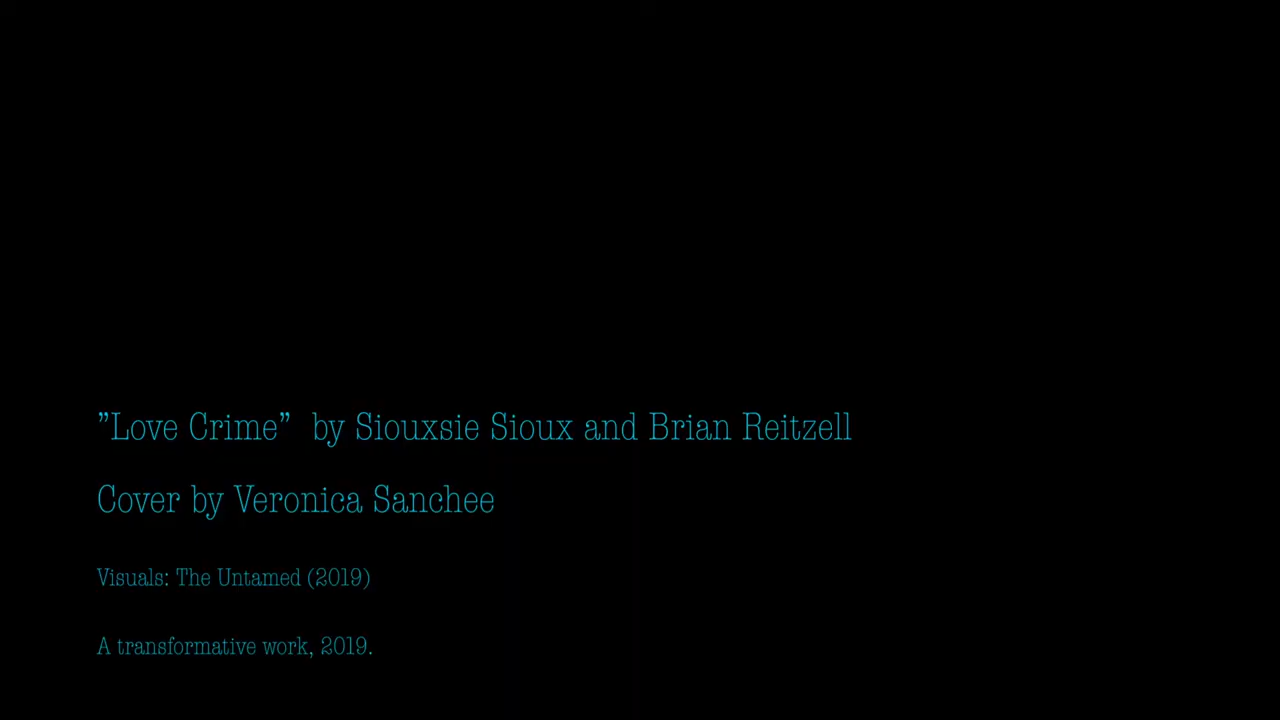 ”Love Crime”  by Siouxsie Sioux and Brian Reitzell
Cover by Veronica Sanchee
Visuals: The Untamed (2019)
A transformative work, 2019.